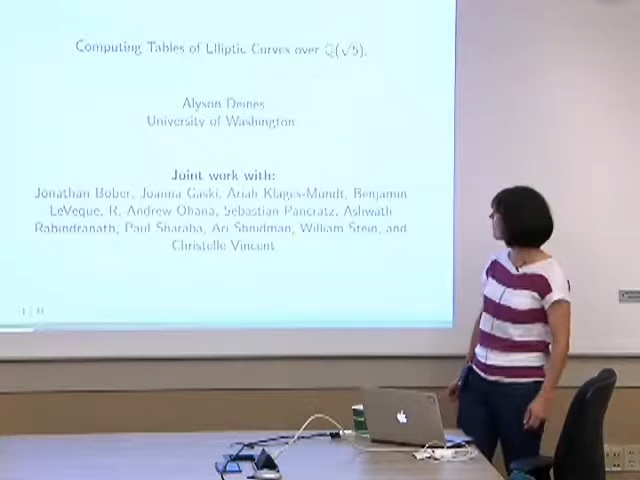 Computing Tables of Elliptic Curves over ℚ(√5).
Alyson Deines
University of Washington
Joint work with:
Jonathan Bober, Joanna Gaski, Ariah Klages-Mundt, Benjamin
LeVeque, R. Andrew Ohana, Sebastian Pancratz, Ashwath
Rabindranath, Paul Sharaba, Ari Shnidman, William Stein, and
Christelle Vincent